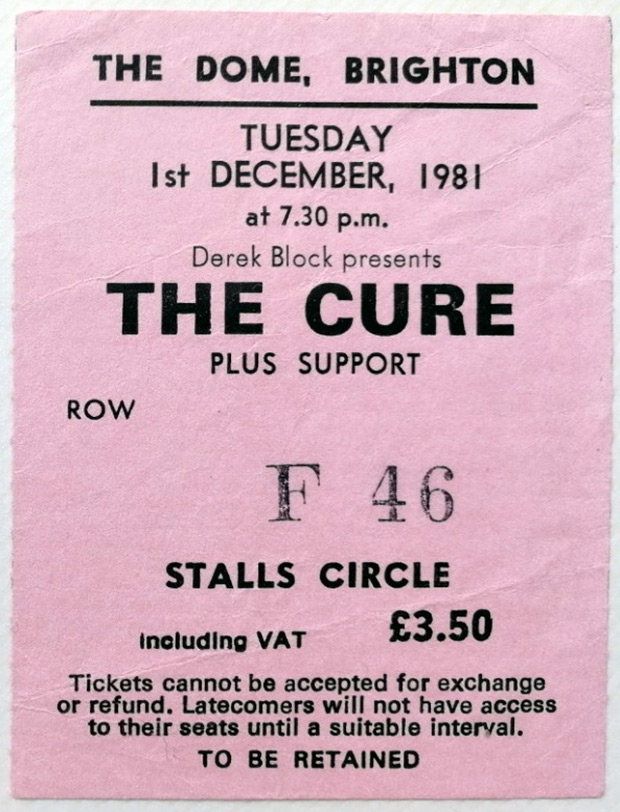 THE DOME, BRIGHTON
TUESDAY
1st DECEMBER, 1981
at 7.30 p.m.
Derek Block presents
THE CURE
PLUS SUPPORT
ROW
F 46
STALLS CIRCLE
including VAT £3.50
Tickets cannot be accepted for exchange
or refund. Latecomers will not have access
to their seats until a suitable interval.
TO BE RETAINED